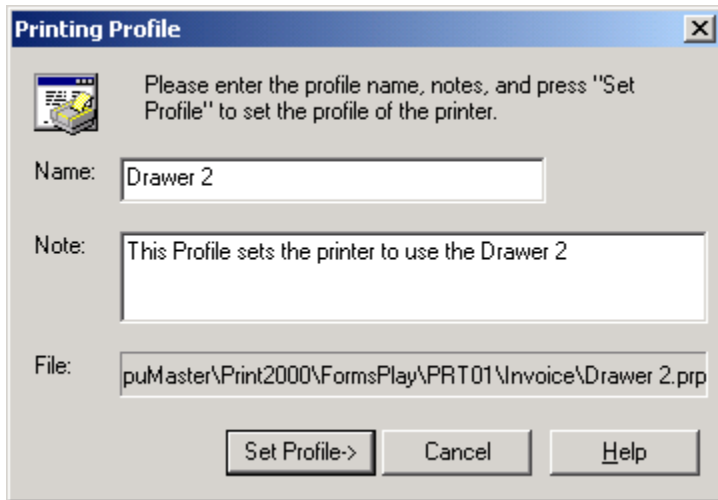 Printing Profile
Please enter the profile name, notes, and press "Set
Profile" to set the profile of the printer.
Name: Drawer 2
Note: This Profile sets the printer to use the Drawer 2
File: puMaster\Print2000\FormsPlay\PRT01\Invoice\Drawer 2.prp
Set Profile-> Cancel Help